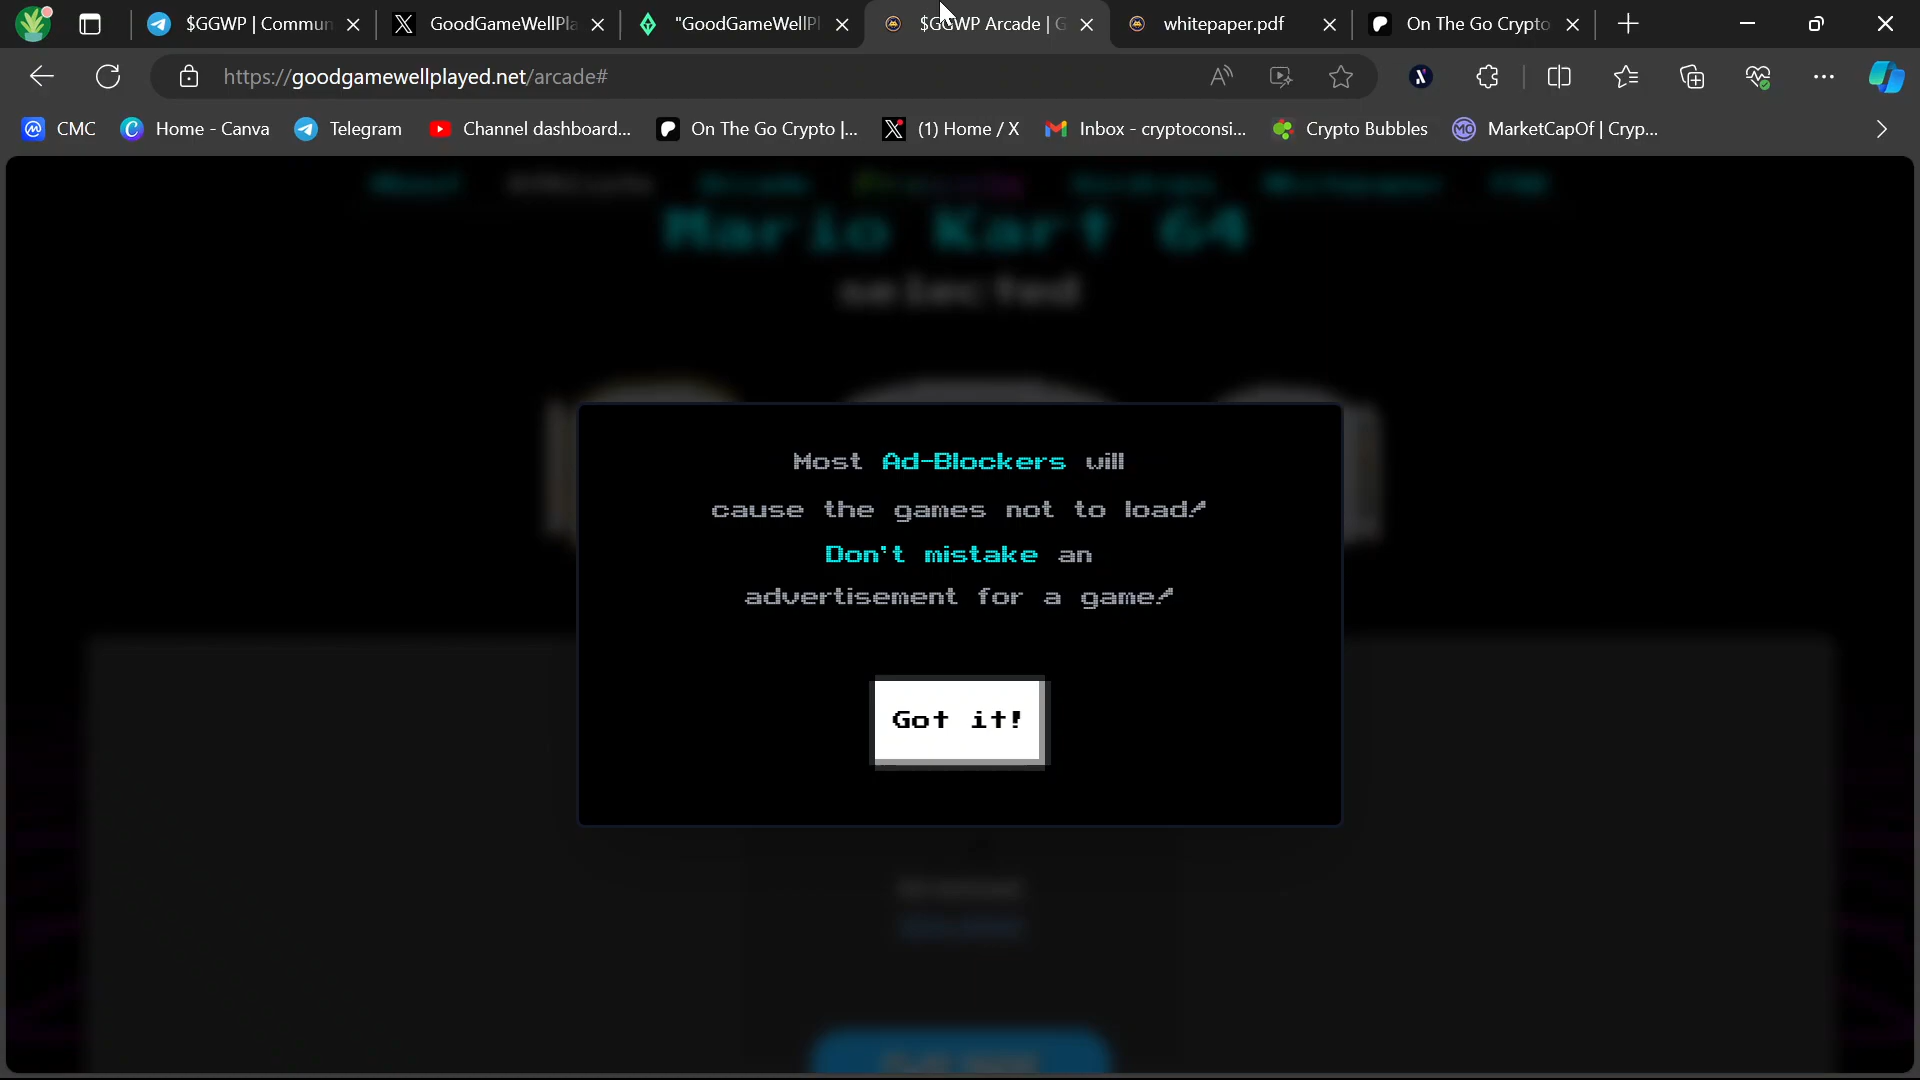 $GGWP | Commun
GoodGameWellPla
"GoodGameWellPl
$GGWP Arcade | G
whitepaper.pdf
On The Go Crypto
https://goodgamewellplayed.net/arcade#
CMC
Home - Canva
Telegram
Channel dashboard...
On The Go Crypto |...
(1) Home / X
Inbox - cryptoconsi...
Crypto Bubbles
MarketCapOf | Cryp...
Mario Kart 64
selected
Most Ad-Blockers will
cause the games not to load!
Don't mistake an
advertisement for a game!
Got it!